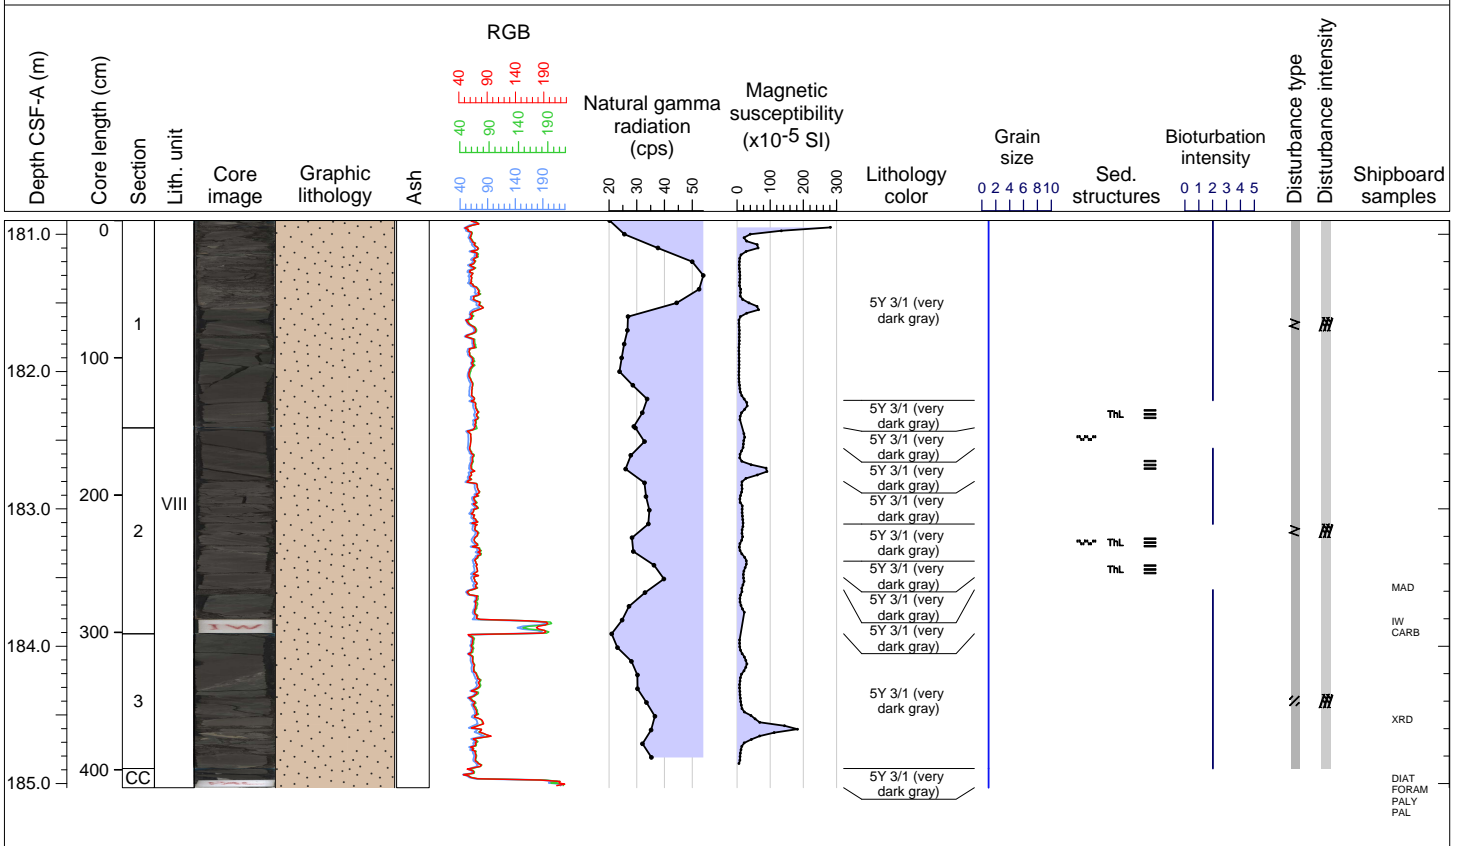 Depth CSF-A (m)
Core length (cm)
Section
Lith. unit
Core
image
Graphic
lithology
Ash
RGB
40 90 140 190
40 90 140 190
40 90 140 190
Natural gamma
radiation
(cps)
20 30 40 50
Magnetic
susceptibility
(x10-5 SI)
0 100 200 300
Lithology
color
Grain
size
0 2 4 6 8 10
Sed.
structures
Bioturbation
intensity
0 1 2 3 4 5
Disturbance type
Disturbance intensity
Shipboard
samples
181.0
182.0
183.0
184.0
185.0
0
100
200
300
400
1
2
3
CC
VIII
IW
5Y 3/1 (very
dark gray)
5Y 3/1 (very
dark gray)
5Y 3/1 (very
dark gray)
5Y 3/1 (very
dark gray)
5Y 3/1 (very
dark gray)
5Y 3/1 (very
dark gray)
5Y 3/1 (very
dark gray)
5Y 3/1 (very
dark gray)
5Y 3/1 (very
dark gray)
5Y 3/1 (very
dark gray)
5Y 3/1 (very
dark gray)
ThL
ThL
ThL
MAD
IW
CARB
XRD
DIAT
FORAM
PALY
PAL